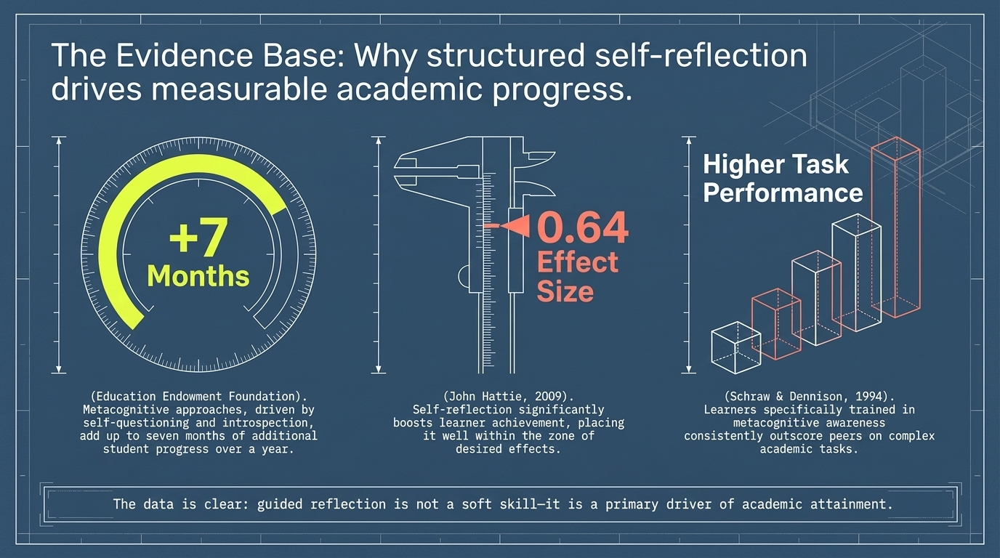 The Evidence Base: Why structured self-reflection
drives measurable academic progress.
+7
Months
(Education Endowment Foundation).
Metacognitive approaches, driven by
self-questioning and introspection,
add up to seven months of additional
student progress over a year.
0.64
Effect
Size
(John Hattie, 2009).
Self-reflection significantly
boosts learner achievement, placing
it well within the zone of
desired effects.
Higher Task
Performance
(Schraw & Dennison, 1994).
Learners specifically trained in
metacognitive awareness
consistently outscore peers on complex
academic tasks.
The data is clear: guided reflection is not a soft skill—it is a primary driver of academic attainment.